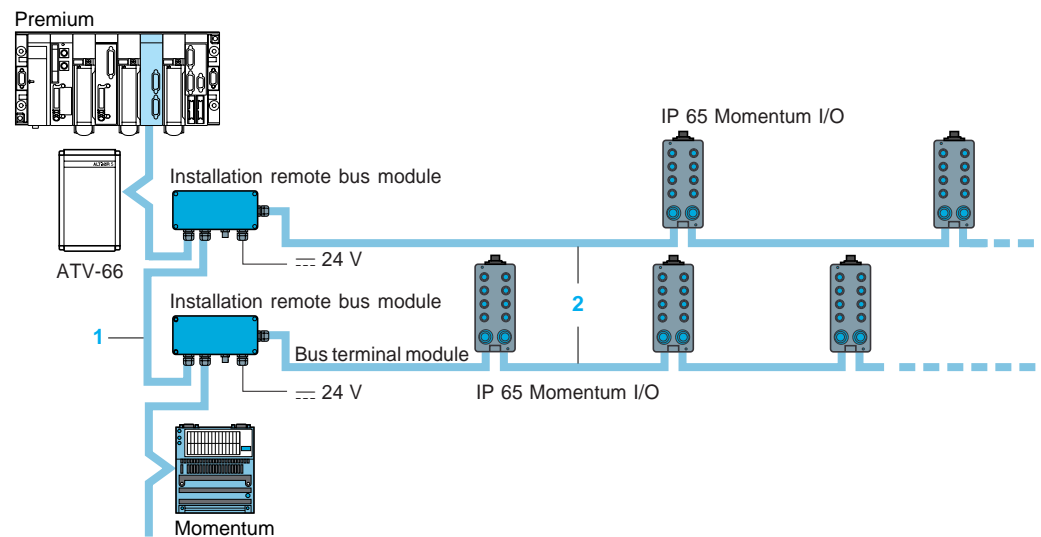 Premium
IP 65 Momentum I/O
Installation remote bus module
ATV-66
24 V
Installation remote bus module
2
1
Bus terminal module
24 V
IP 65 Momentum I/O
Momentum